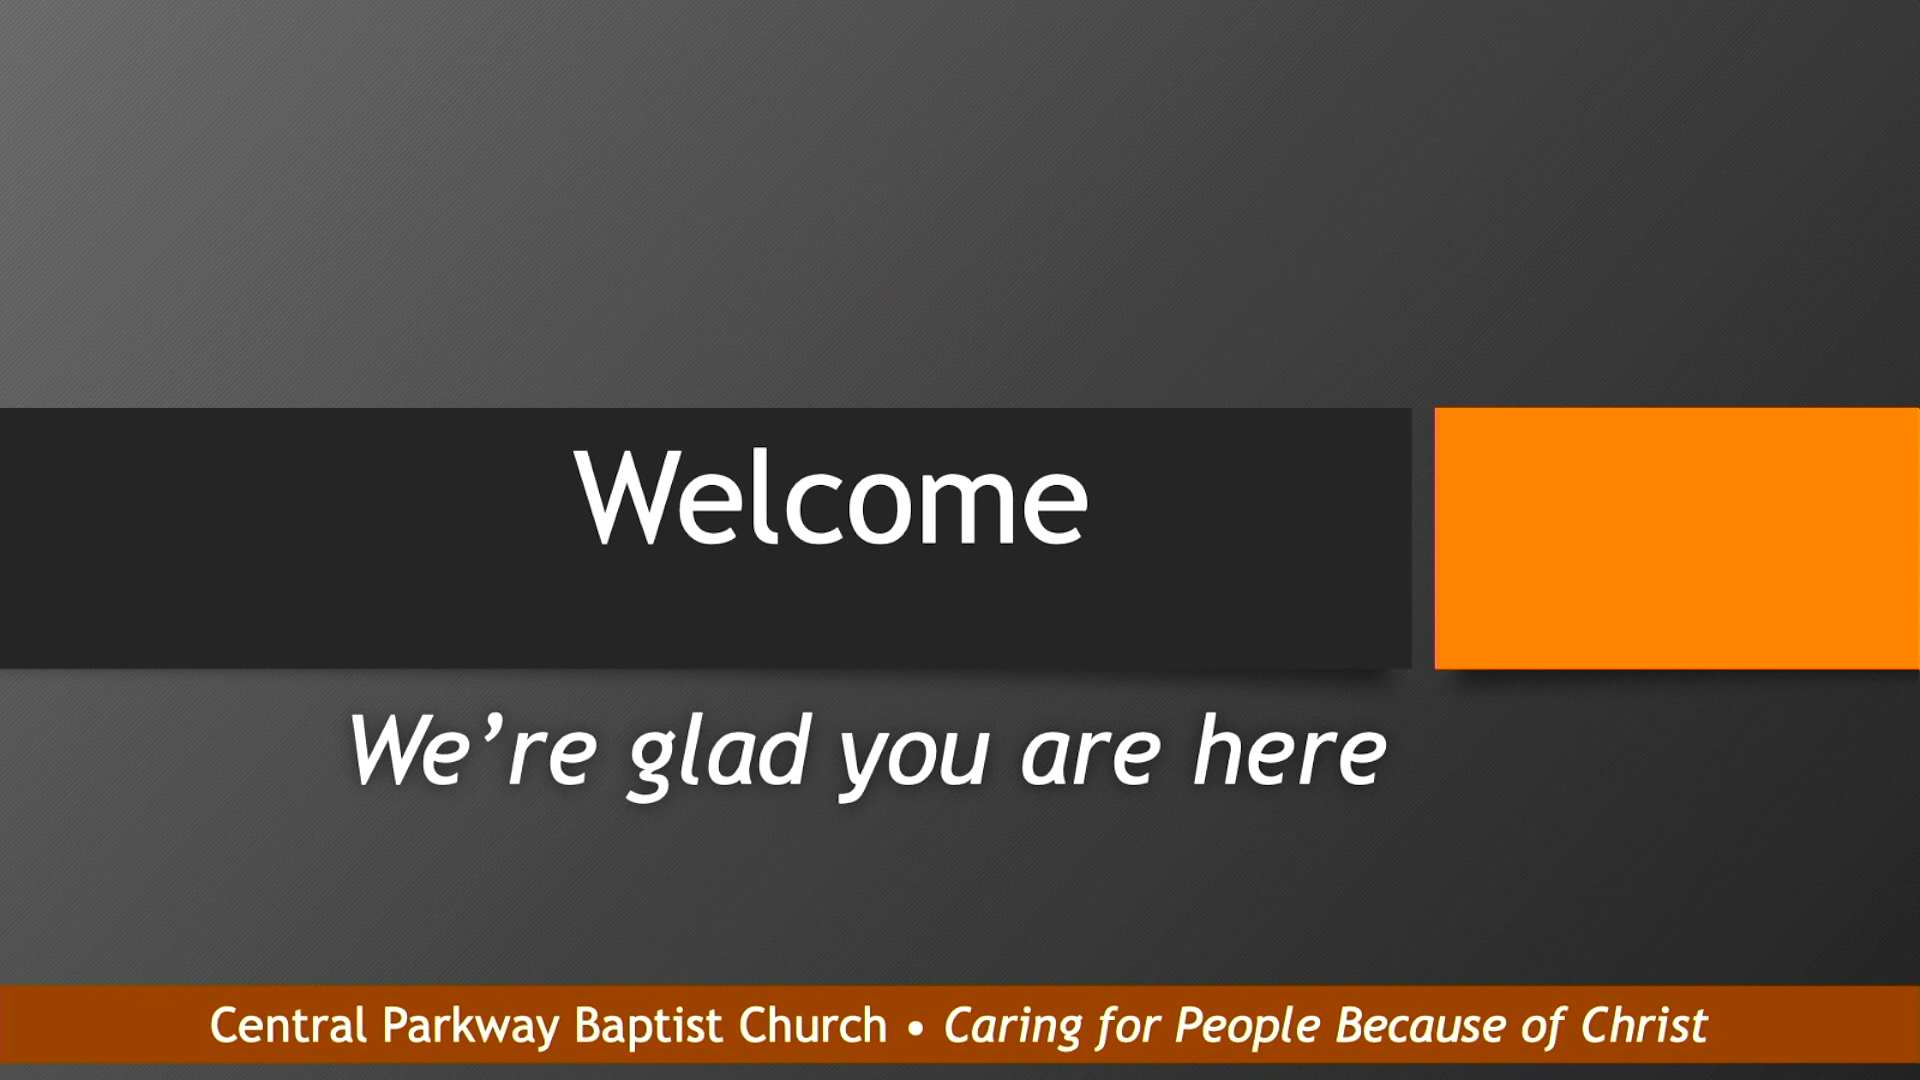 Welcome
We’re glad you are here
Central Parkway Baptist Church • Caring for People Because of Christ